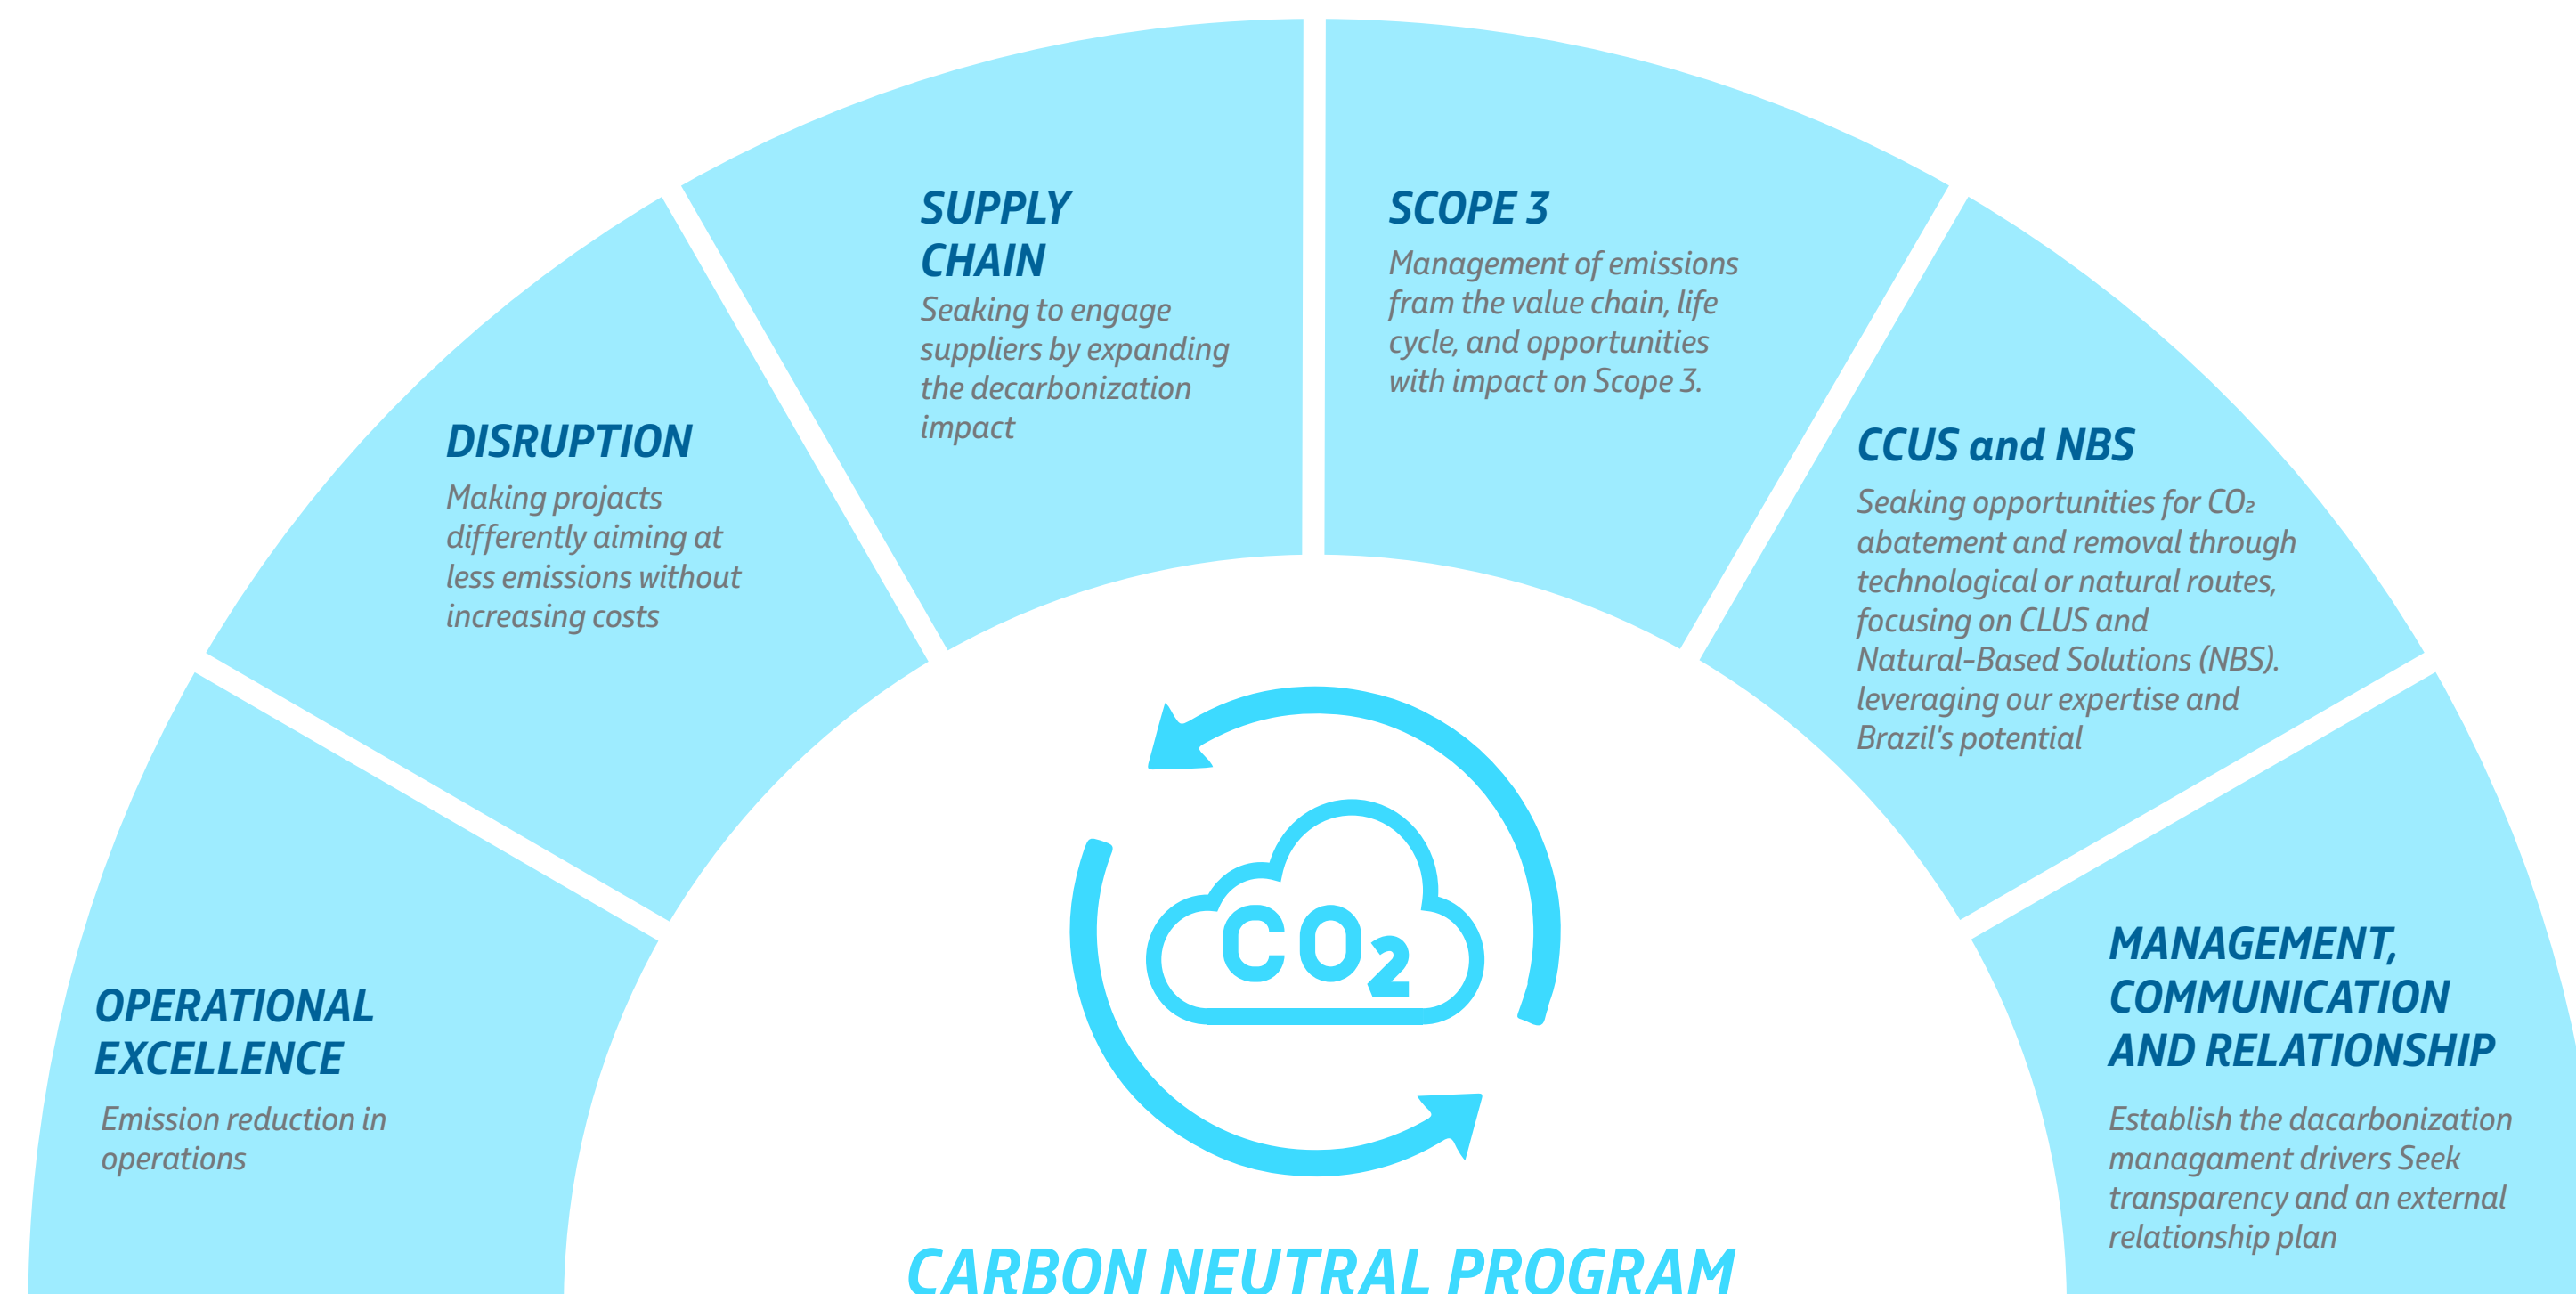 OPERATIONAL
EXCELLENCE
Emission reduction in
operations
DISRUPTION
Making projacts
differently aiming at
less emissions without
increasing costs
SUPPLY
CHAIN
Seaking to engage
suppliers by expanding
the decarbonization
impact
SCOPE 3
Management of emissions
fram the value chain, life
cycle, and opportunities
with impact on Scope 3.
CCUS and NBS
Seaking opportunities for CO₂
abatement and removal through
technological or natural routes,
focusing on CLUS and
Natural-Based Solutions (NBS).
leveraging our expertise and
Brazil's potential
MANAGEMENT,
COMMUNICATION
AND RELATIONSHIP
Establish the dacarbonization
managament drivers Seek
transparency and an external
relationship plan
CO₂
CARBON NEUTRAL PROGRAM